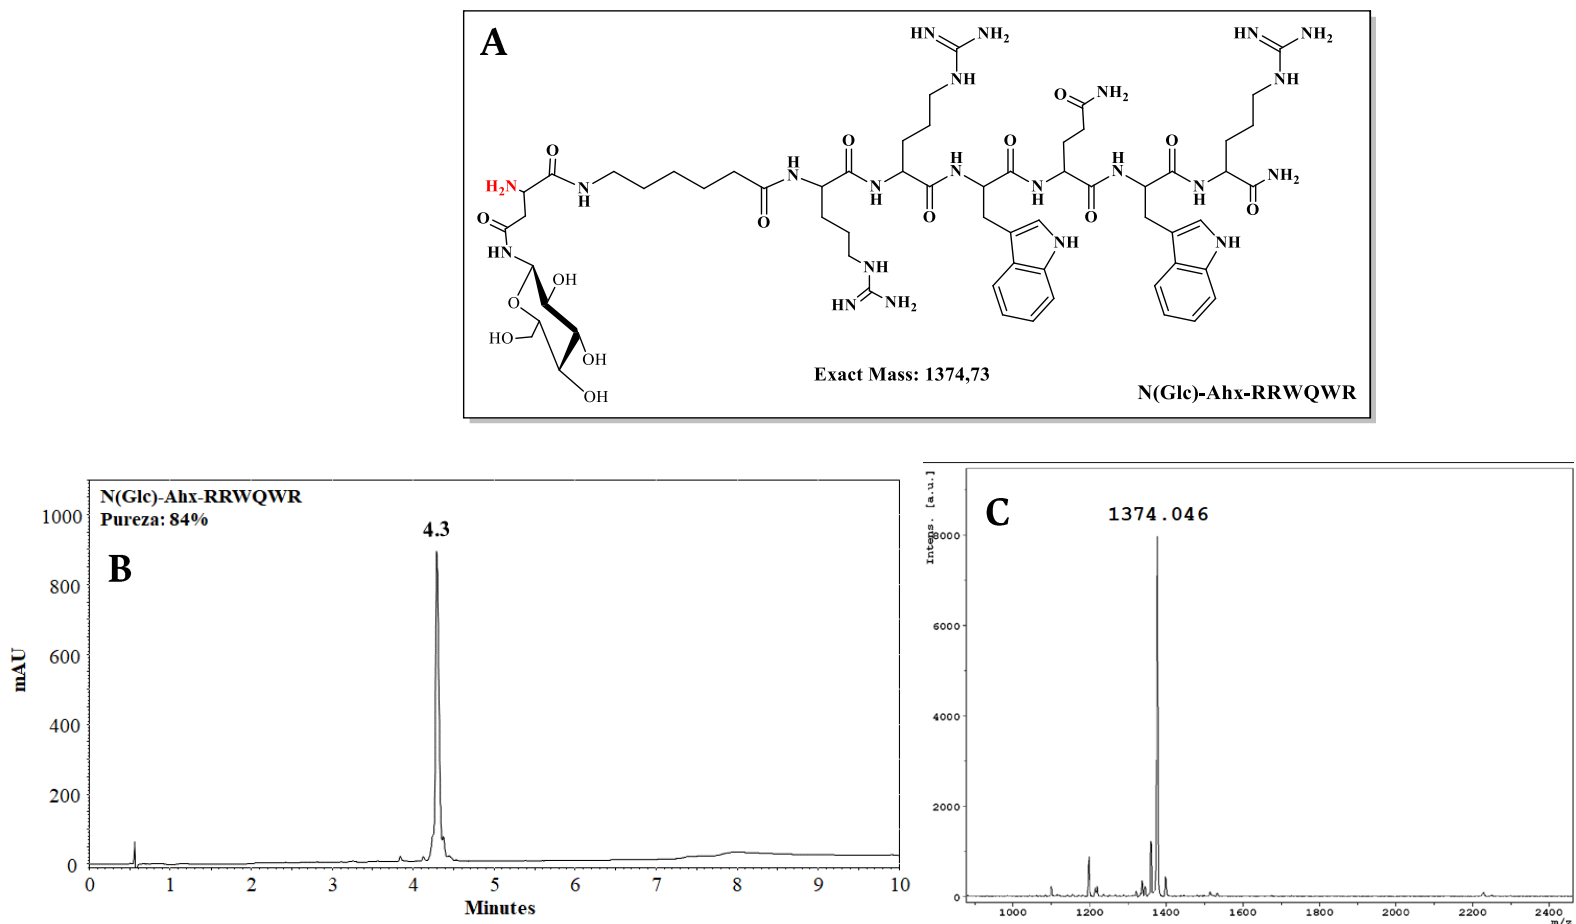 A
HN
NH₂
NH
HN
NH₂
NH
O
NH₂
O
H₂N
N
H
O
H
N
O
N
H
O
H
N
O
N
H
O
H
N
O
N
H
O
NH₂
O
O
HN
NH
HN
NH₂
NH
NH
O
OH
HO
OH
OH
Exact Mass: 1374,73
N(Glc)-Ahx-RRWQWR
N(Glc)-Ahx-RRWQWR
Pureza: 84%
B
4.3
mAU
1000
800
600
400
200
0
0 1 2 3 4 5 6 7 8 9 10
Minutes
C
1374.046
Intens. [a.u.]
8000
6000
4000
2000
0
1000 1200 1400 1600 1800 2000 2200 2400
m/z